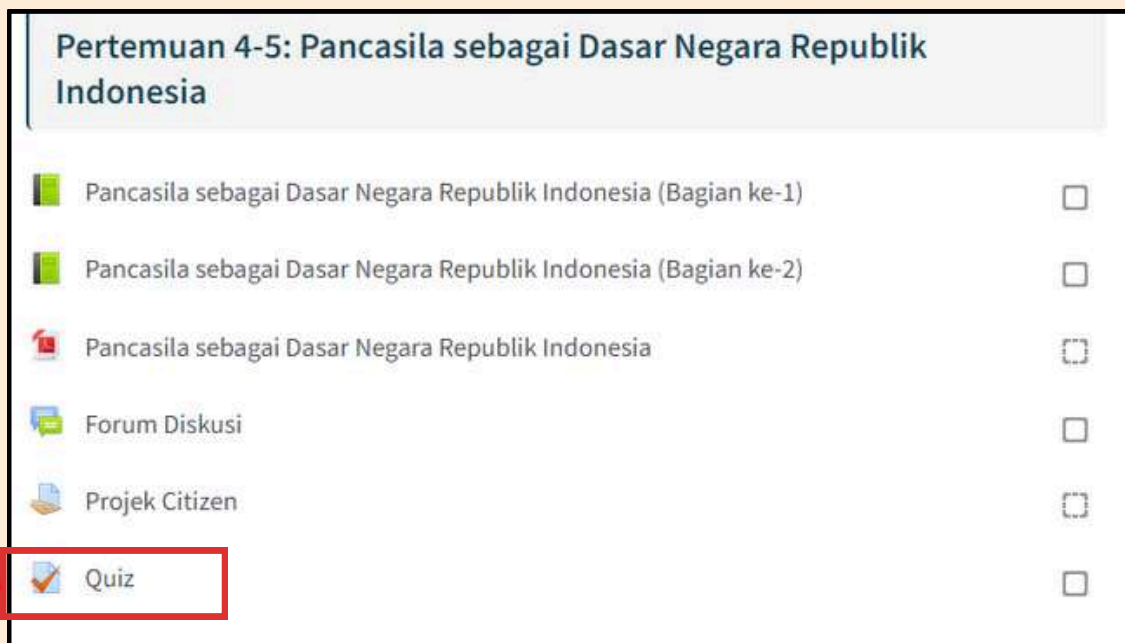 Pertemuan 4-5: Pancasila sebagai Dasar Negara Republik
Indonesia
Pancasila sebagai Dasar Negara Republik Indonesia (Bagian ke-1)
Pancasila sebagai Dasar Negara Republik Indonesia (Bagian ke-2)
Pancasila sebagai Dasar Negara Republik Indonesia
Forum Diskusi
Projek Citizen
Quiz